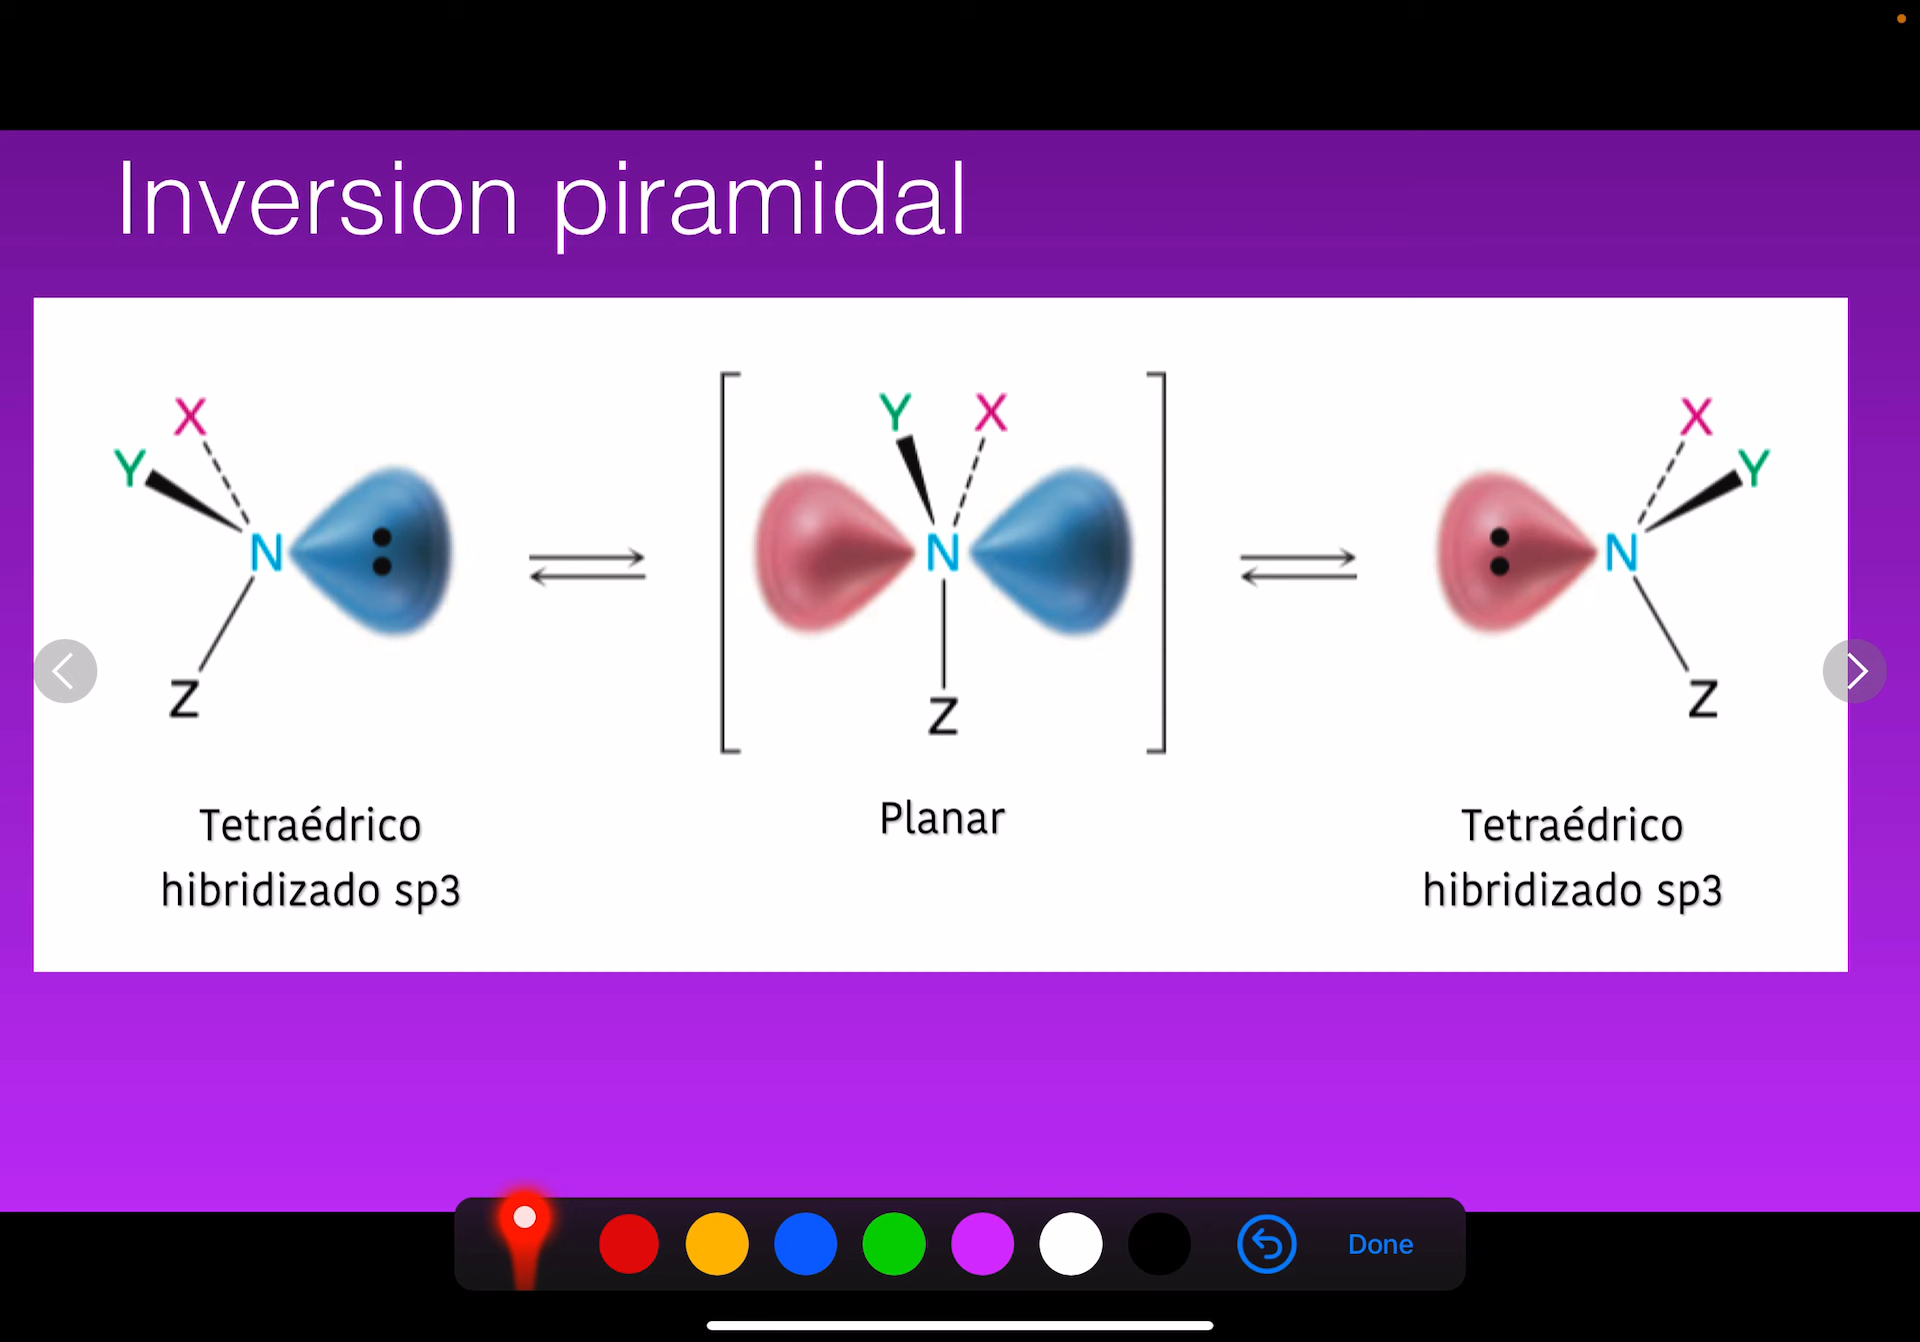 Inversion piramidal
X
Y
N
Z
Y X
N
Z
X
Y
N
Z
Tetraédrico
hibridizado sp3
Planar
Tetraédrico
hibridizado sp3
Done